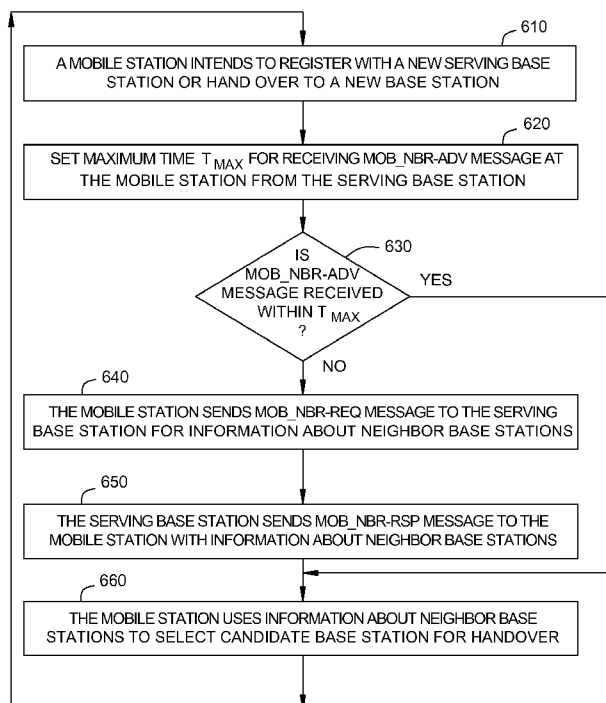 610
A MOBILE STATION INTENDS TO REGISTER WITH A NEW SERVING BASE
STATION OR HAND OVER TO A NEW BASE STATION
620
SET MAXIMUM TIME T MAX FOR RECEIVING MOB_NBR-ADV MESSAGE AT
THE MOBILE STATION FROM THE SERVING BASE STATION
630
IS
MOB_NBR-ADV
MESSAGE RECEIVED
WITHIN T MAX
?
YES
NO
640
THE MOBILE STATION SENDS MOB_NBR-REQ MESSAGE TO THE SERVING
BASE STATION FOR INFORMATION ABOUT NEIGHBOR BASE STATIONS
650
THE SERVING BASE STATION SENDS MOB_NBR-RSP MESSAGE TO THE
MOBILE STATION WITH INFORMATION ABOUT NEIGHBOR BASE STATIONS
660
THE MOBILE STATION USES INFORMATION ABOUT NEIGHBOR BASE
STATIONS TO SELECT CANDIDATE BASE STATION FOR HANDOVER